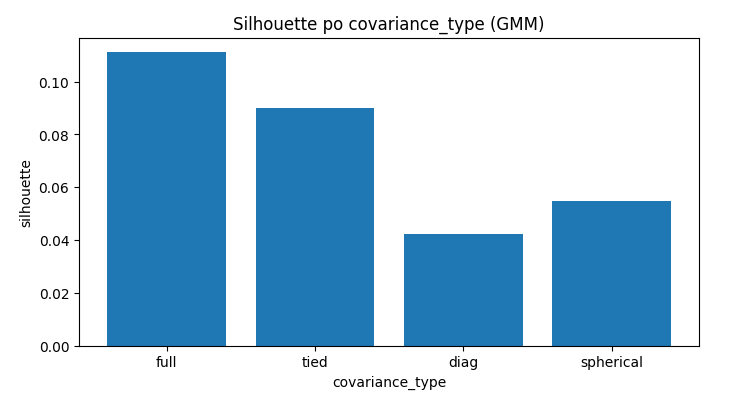 Silhouette po covariance_type (GMM)
silhouette
0.10
0.08
0.06
0.04
0.02
0.00
full
tied
diag
spherical
covariance_type